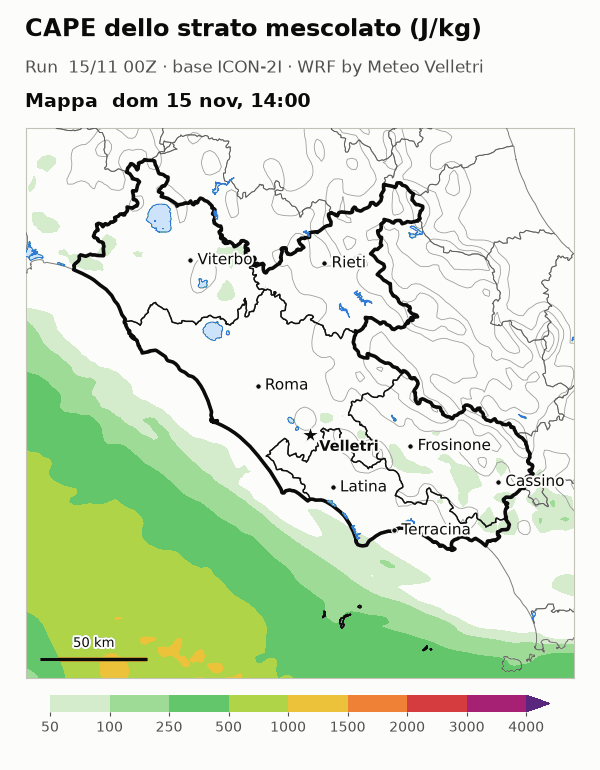 CAPE dello strato mescolato (J/kg)
Run  15/11 00Z · base ICON-2I · WRF by Meteo Velletri
Mappa  dom 15 nov, 14:00
Viterbo
Rieti
Roma
Velletri
Frosinone
Cassino
Latina
Terracina
50 km
50 100 250 500 1000 1500 2000 3000 4000